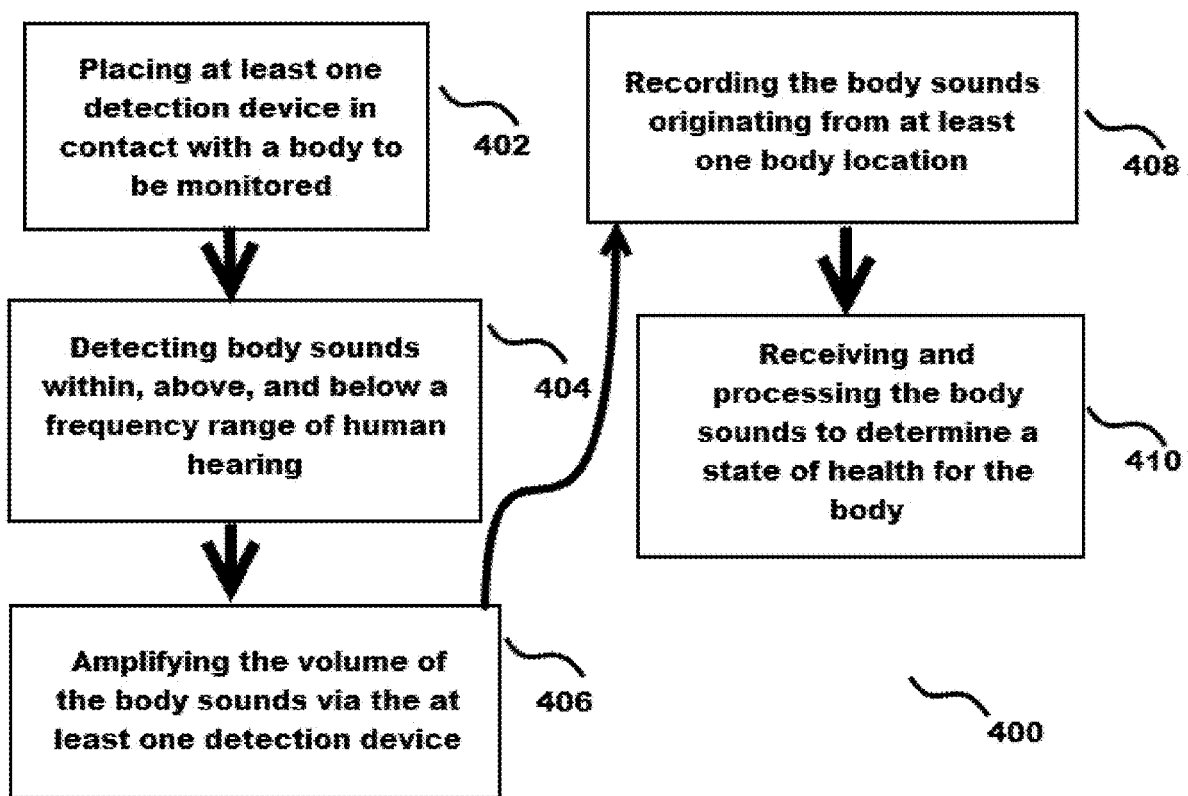 Placing at least one
detection device in
contact with a body to
be monitored
402
Detecting body sounds
within, above, and below a
frequency range of human
hearing
404
Amplifying the volume of
the body sounds via the at
least one detection device
406
Recording the body sounds
originating from at least
one body location
408
Receiving and
processing the body
sounds to determine a
state of health for the
body
410
400